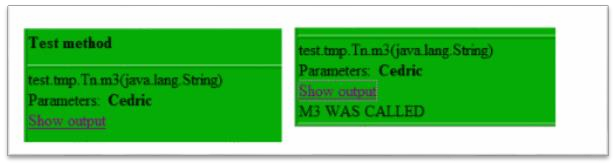 Test method
test.tmp.Tn.m3(java.lang.String)
Parameters: Cedric
Show output
test.tmp.Tn.m3(java.lang.String)
Parameters: Cedric
Show output
M3 WAS CALLED